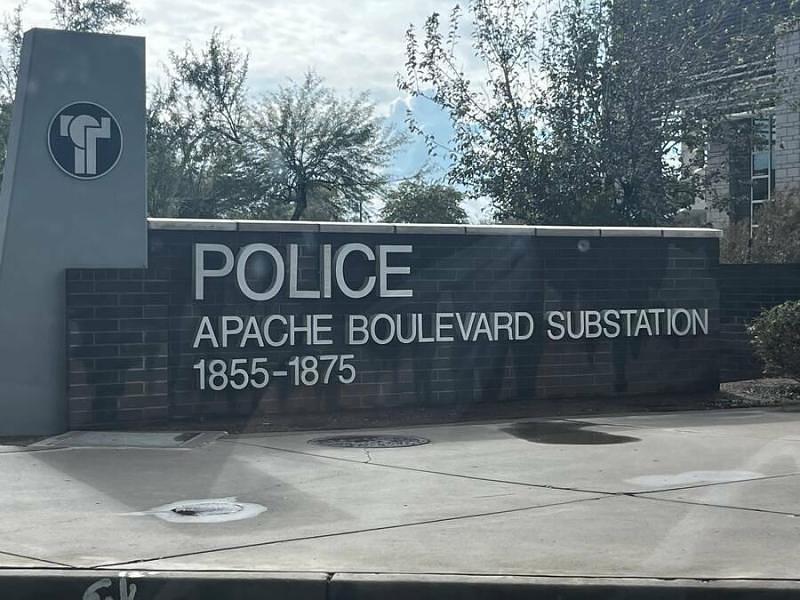 POLICE
APACHE BOULEVARD SUBSTATION
1855-1875